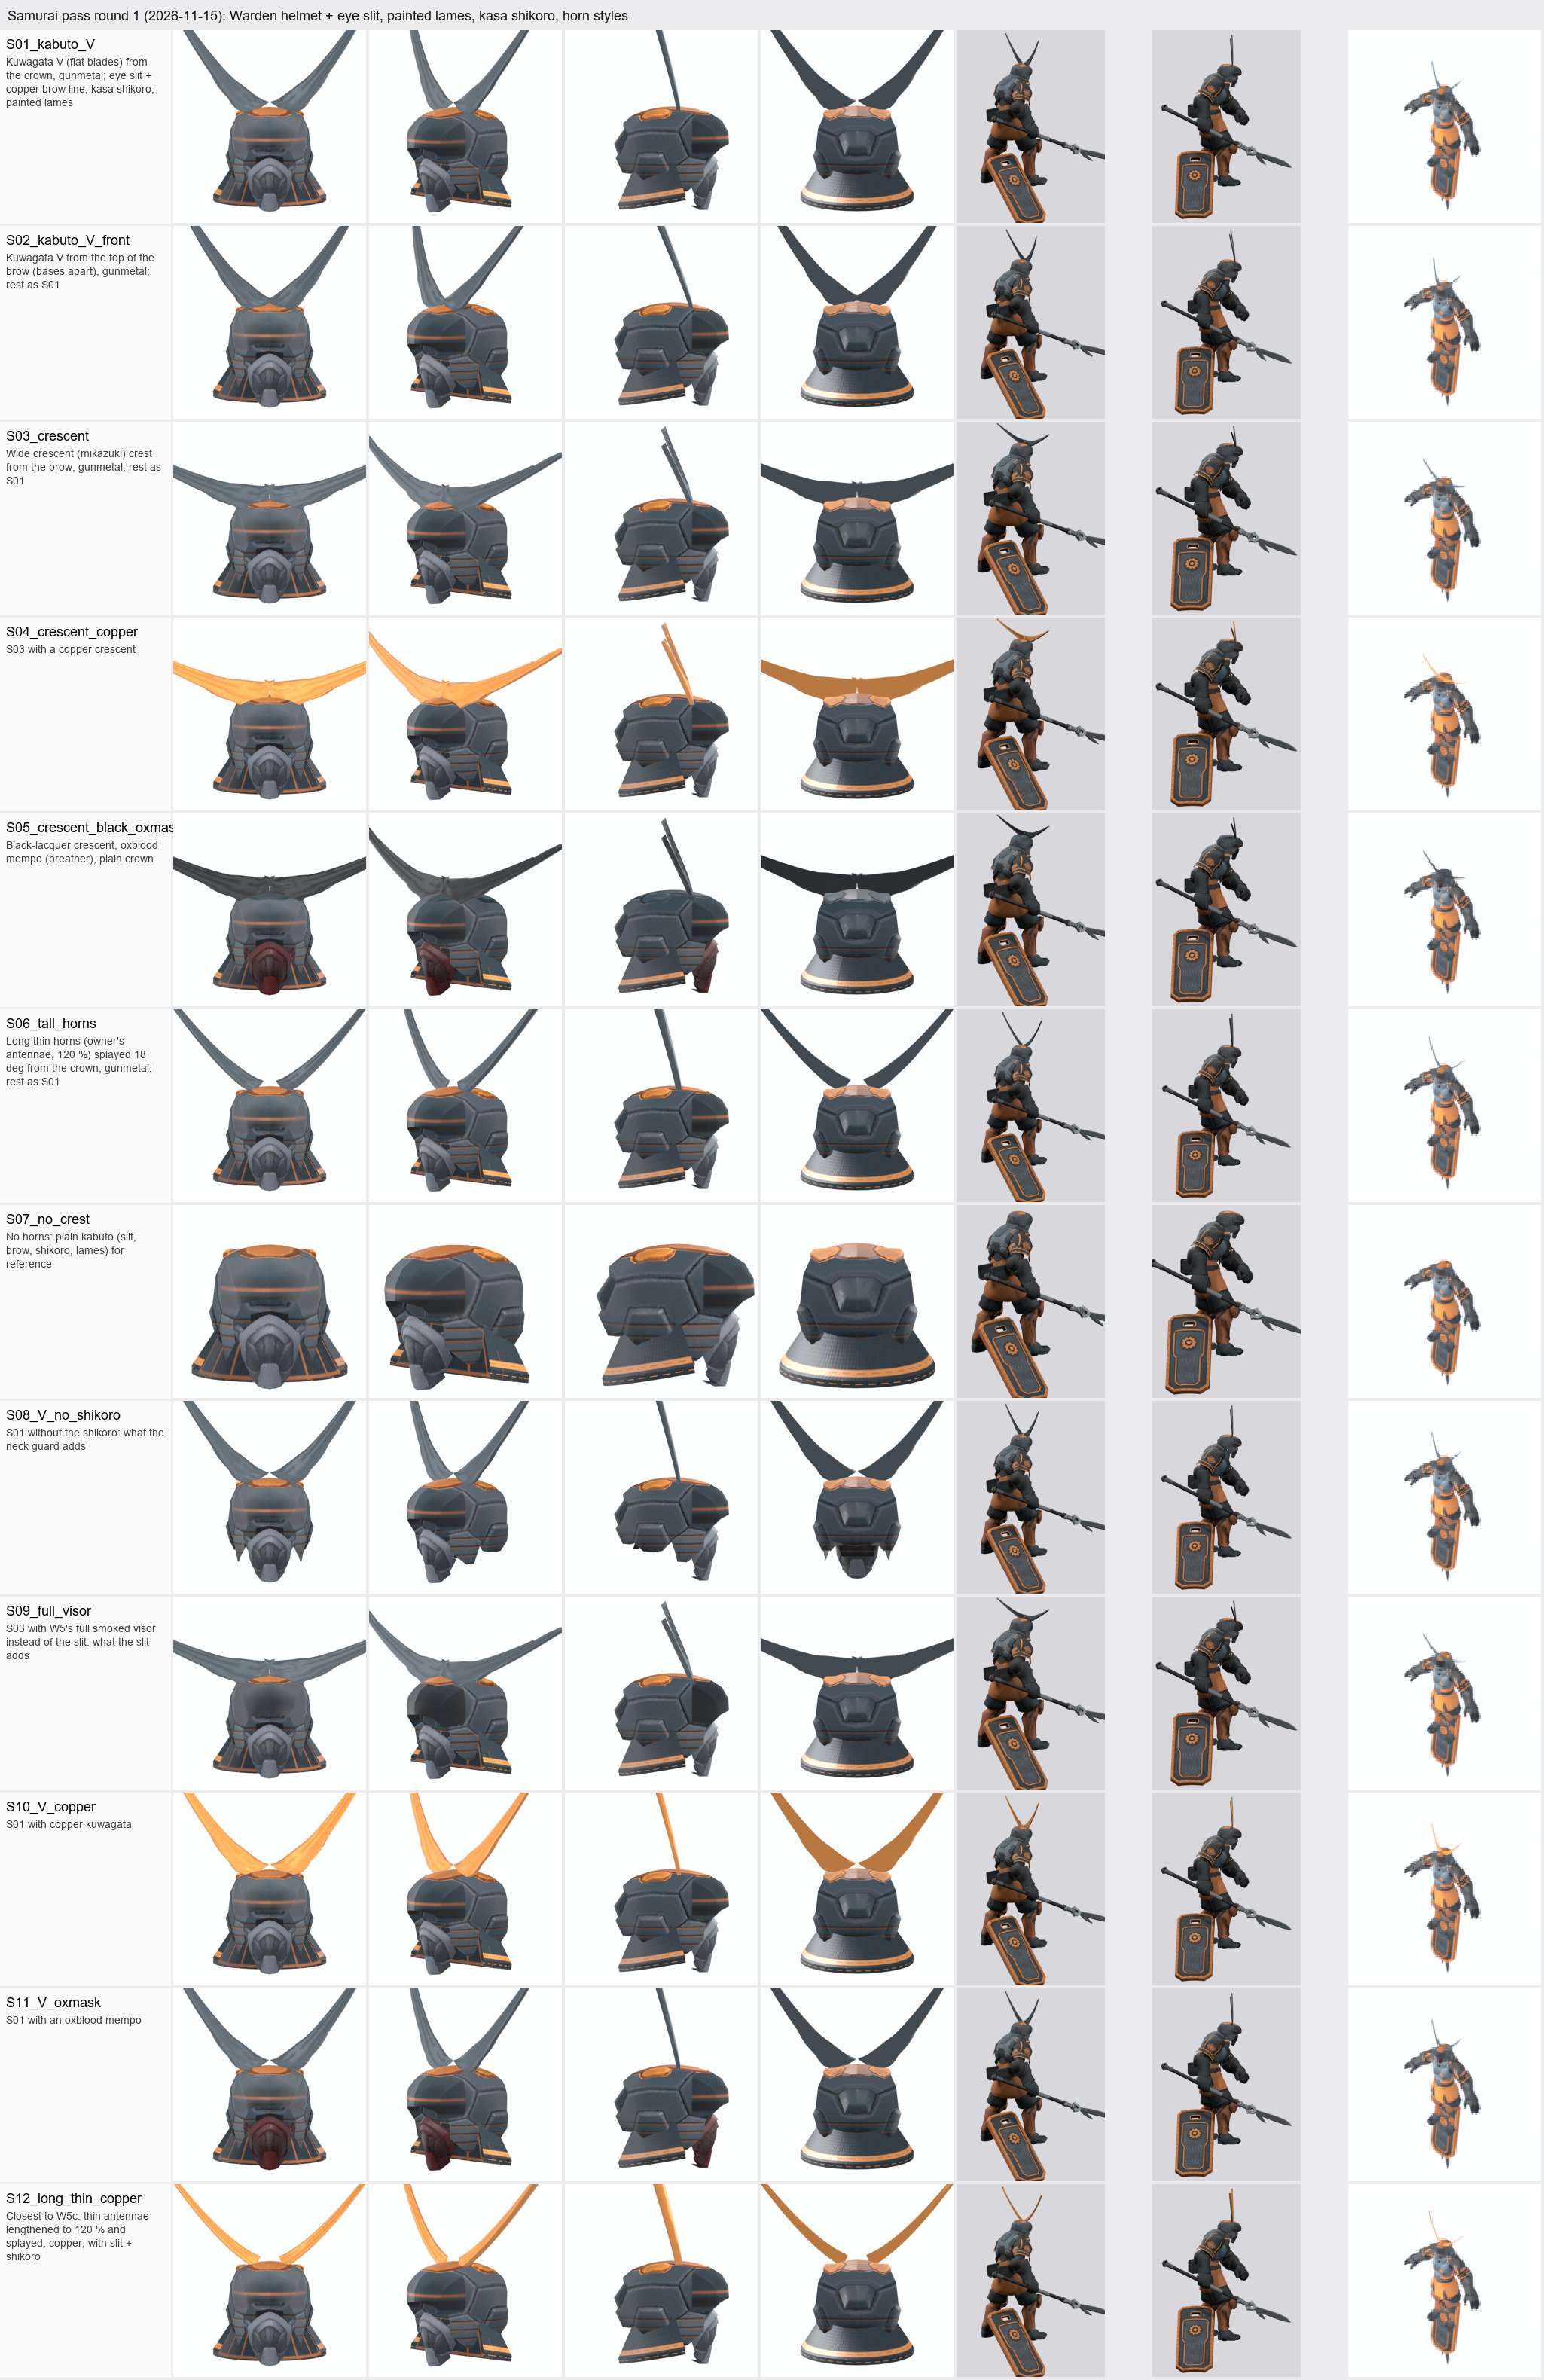 Samurai pass round 1 (2026-11-15): Warden helmet + eye slit, painted lames, kasa shikoro, horn styles
S01_kabuto_V
Kuwagata V (flat blades) from
the crown, gunmetal; eye slit +
copper brow line; kasa shikoro;
painted lames
S02_kabuto_V_front
Kuwagata V from the top of the
brow (bases apart), gunmetal;
rest as S01
S03_crescent
Wide crescent (mikazuki) crest
from the brow, gunmetal; rest as
S01
S04_crescent_copper
S03 with a copper crescent
S05_crescent_black_oxmas
Black-lacquer crescent, oxblood
mempo (breather), plain crown
S06_tall_horns
Long thin horns (owner's
antennae, 120 %) splayed 18
deg from the crown, gunmetal;
rest as S01
S07_no_crest
No horns: plain kabuto (slit,
brow, shikoro, lames) for
reference
S08_V_no_shikoro
S01 without the shikoro: what the
neck guard adds
S09_full_visor
S03 with W5's full smoked visor
instead of the slit: what the slit
adds
S10_V_copper
S01 with copper kuwagata
S11_V_oxmask
S01 with an oxblood mempo
S12_long_thin_copper
Closest to W5c: thin antennae
lengthened to 120 % and
splayed, copper; with slit +
shikoro